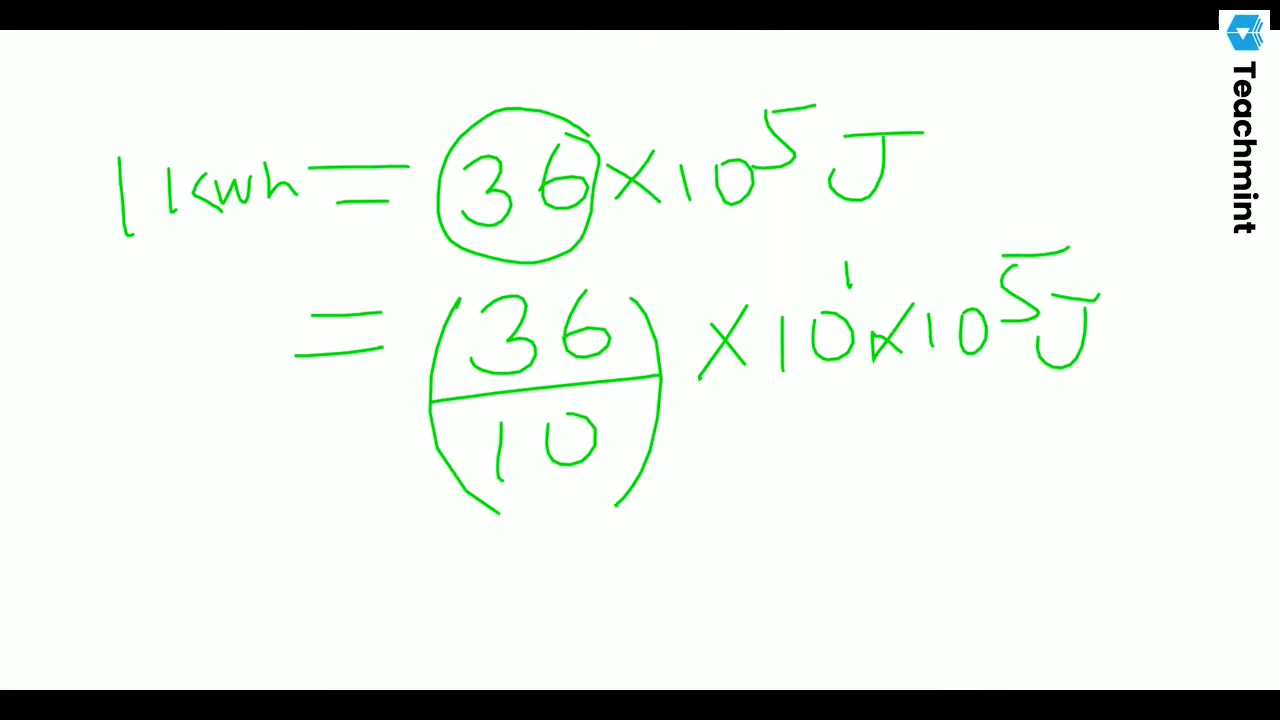 1 kwh = 36 × 10⁵ J
= (36/10) × 10¹ × 10⁵ J
Teachmint